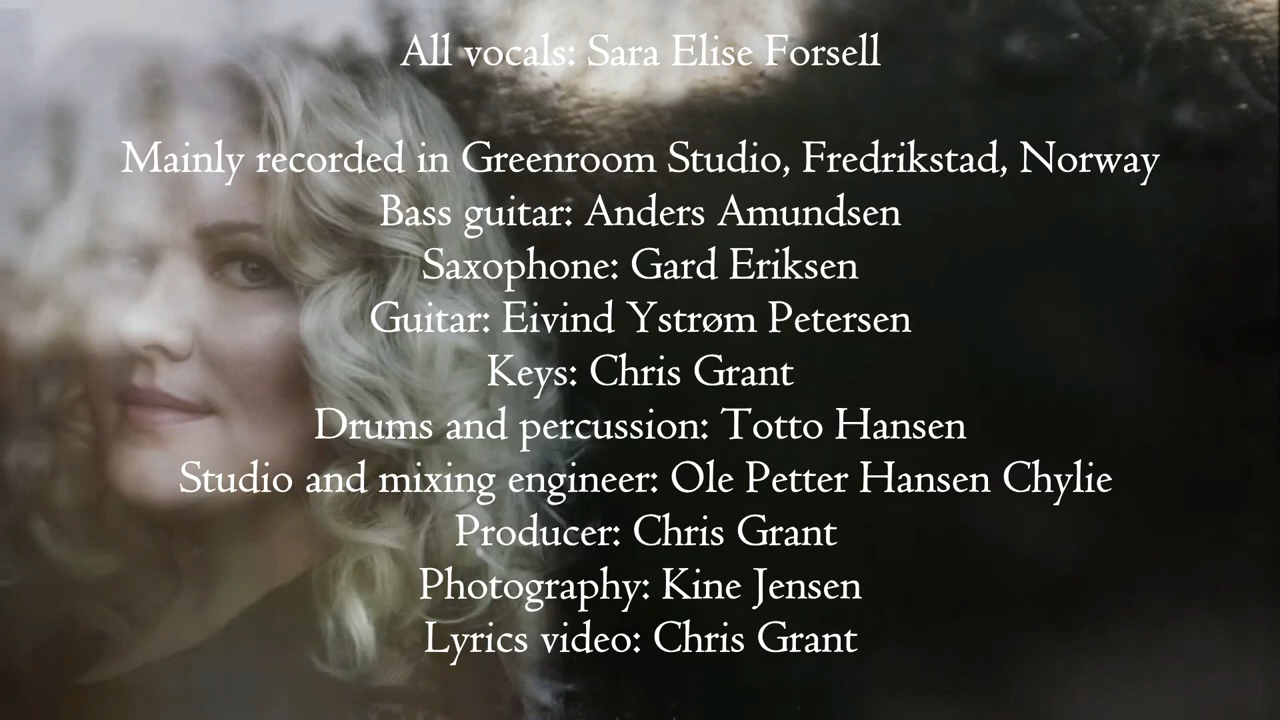 All vocals: Sara Elise Forsell
Mainly recorded in Greenroom Studio, Fredrikstad, Norway
Bass guitar: Anders Amundsen
Saxophone: Gard Eriksen
Guitar: Eivind Ystrøm Petersen
Keys: Chris Grant
Drums and percussion: Totto Hansen
Studio and mixing engineer: Ole Petter Hansen Chylie
Producer: Chris Grant
Photography: Kine Jensen
Lyrics video: Chris Grant